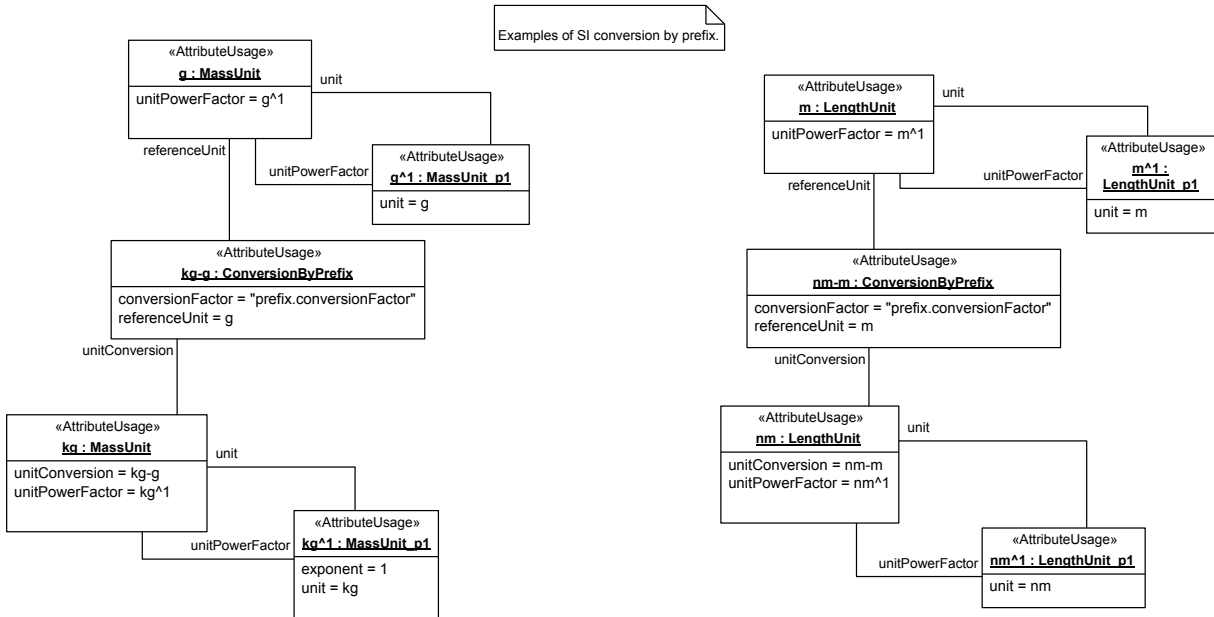 Examples of SI conversion by prefix.
«AttributeUsage»
g : MassUnit
unitPowerFactor = g^1
unit
referenceUnit
unitPowerFactor
«AttributeUsage»
g^1 : MassUnit_p1
unit = g
«AttributeUsage»
kg-g : ConversionByPrefix
conversionFactor = "prefix.conversionFactor"
referenceUnit = g
unitConversion
«AttributeUsage»
kg : MassUnit
unitConversion = kg-g
unitPowerFactor = kg^1
unit
unitPowerFactor
«AttributeUsage»
kg^1 : MassUnit_p1
exponent = 1
unit = kg
«AttributeUsage»
m : LengthUnit
unitPowerFactor = m^1
unit
referenceUnit
unitPowerFactor
«AttributeUsage»
m^1 :
LengthUnit_p1
unit = m
«AttributeUsage»
nm-m : ConversionByPrefix
conversionFactor = "prefix.conversionFactor"
referenceUnit = m
unitConversion
«AttributeUsage»
nm : LengthUnit
unitConversion = nm-m
unitPowerFactor = nm^1
unit
unitPowerFactor
«AttributeUsage»
nm^1 : LengthUnit_p1
unit = nm